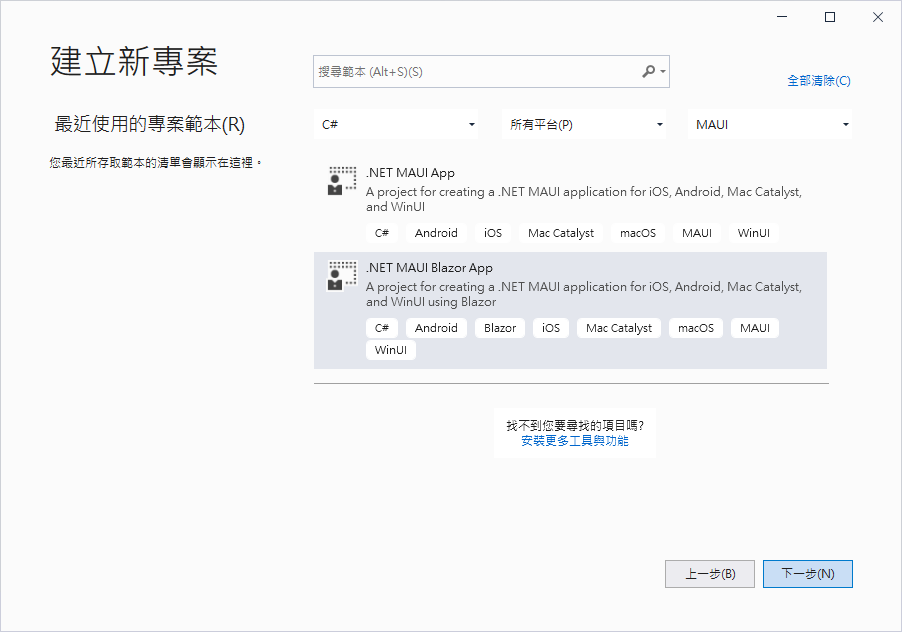 建立新專案
搜尋範本 (Alt+S)(S)
全部清除(C)
最近使用的專案範本(R)
C#
所有平台(P)
MAUI
您最近所存取範本的清單會顯示在這裡。
.NET MAUI App
A project for creating a .NET MAUI application for iOS, Android, Mac Catalyst,
and WinUI
C# Android iOS Mac Catalyst macOS MAUI WinUI
.NET MAUI Blazor App
A project for creating a .NET MAUI application for iOS, Android, Mac Catalyst,
and WinUI using Blazor
C# Android Blazor iOS Mac Catalyst macOS MAUI
WinUI
找不到您要尋找的項目嗎?
安裝更多工具與功能
上一步(B)
下一步(N)